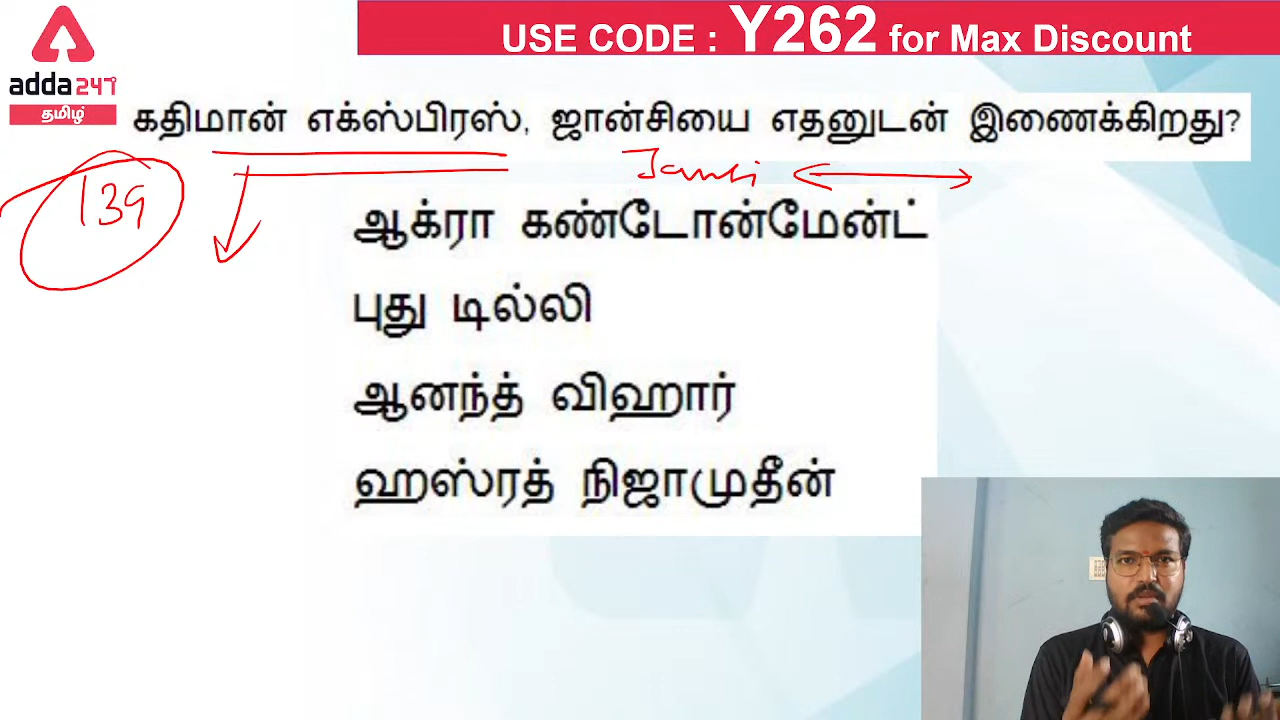 USE CODE : Y262 for Max Discount
adda247
தமிழ்
கதிமான் எக்ஸ்பிரஸ், ஜான்சியை எதனுடன் இணைக்கிறது?
139
Jansi
ஆக்ரா கண்டோன்மேன்ட்
புது டில்லி
ஆனந்த் விஹார்
ஹஸ்ரத் நிஜாமுதீன்